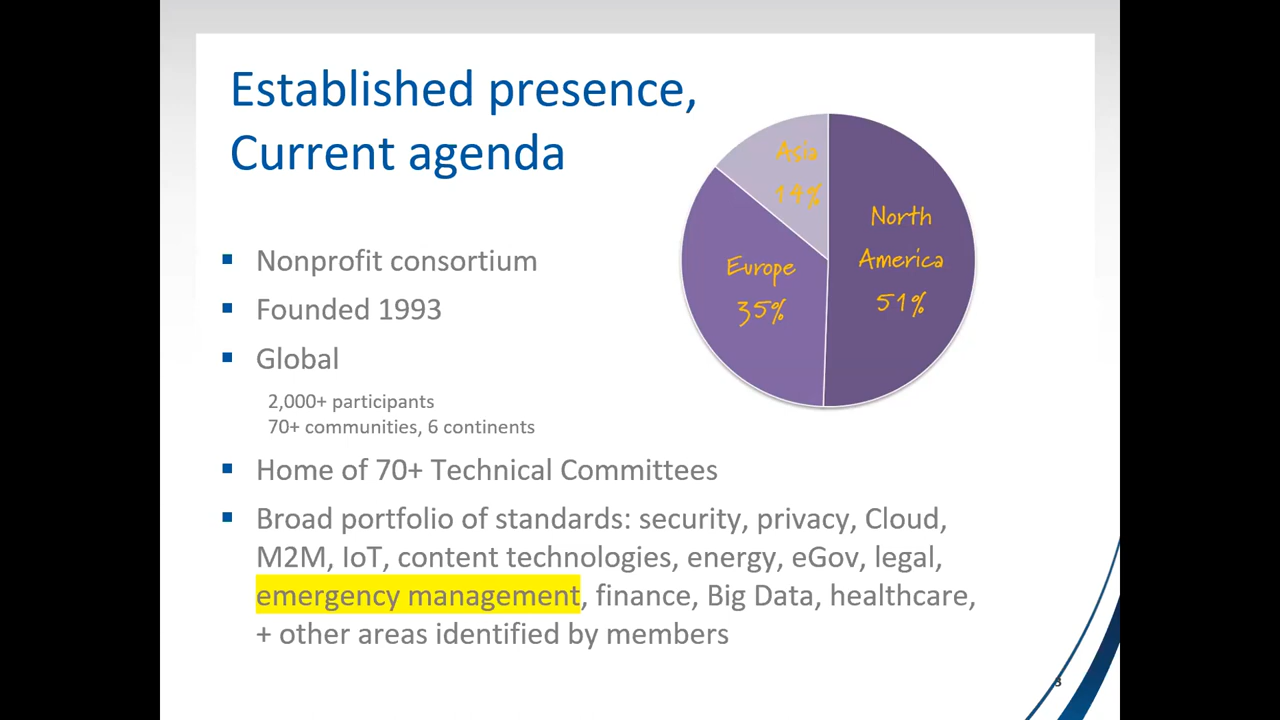 Established presence,
Current agenda
Asia
14%
North
America
51%
Europe
35%
Nonprofit consortium
Founded 1993
Global
2,000+ participants
70+ communities, 6 continents
Home of 70+ Technical Committees
Broad portfolio of standards: security, privacy, Cloud,
M2M, IoT, content technologies, energy, eGov, legal,
emergency management, finance, Big Data, healthcare,
+ other areas identified by members
3